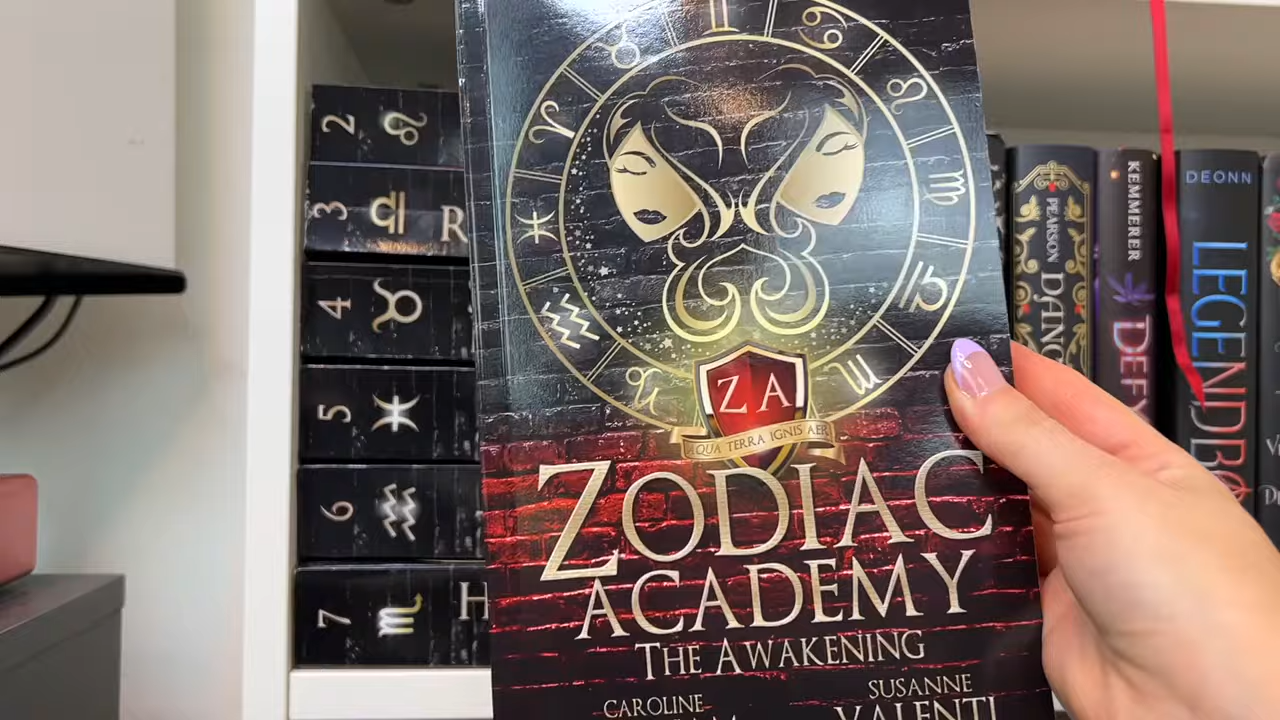 2
3
R
4
5
6
7
H
Z A
AQUA TERRA IGNIS AER
ZODIAC
ACADEMY
THE AWAKENING
CAROLINE
SUSANNE
VALENTI
PEARSON
KEMMERER
DEONN